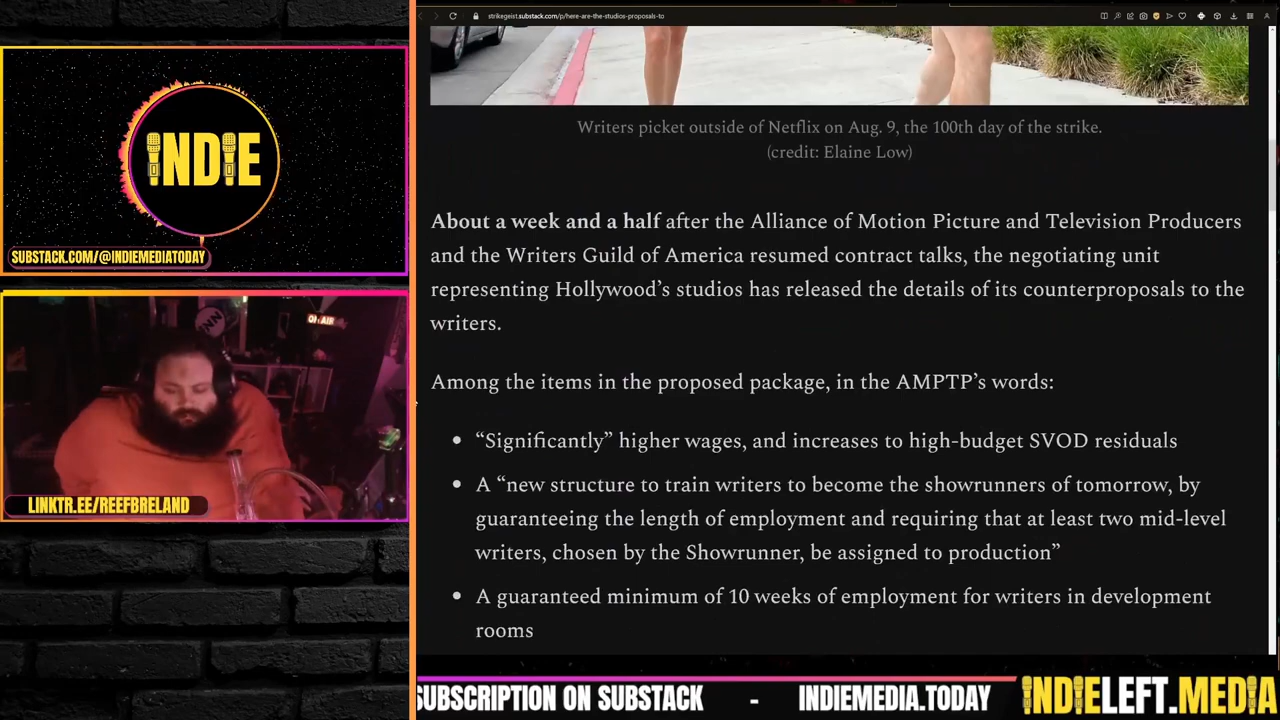 INDIE
SUBSTACK.COM/@INDIEMEDIATODAY
ON AIR
LINKTR.EE/REEFBRELAND
strikegeist.substack.com/p/here-are-the-studios-proposals-to
Writers picket outside of Netflix on Aug. 9, the 100th day of the strike.
(credit: Elaine Low)
About a week and a half after the Alliance of Motion Picture and Television Producers
and the Writers Guild of America resumed contract talks, the negotiating unit
representing Hollywood’s studios has released the details of its counterproposals to the
writers.
Among the items in the proposed package, in the AMPTP’s words:
• “Significantly” higher wages, and increases to high-budget SVOD residuals
• A “new structure to train writers to become the showrunners of tomorrow, by
guaranteeing the length of employment and requiring that at least two mid-level
writers, chosen by the Showrunner, be assigned to production”
• A guaranteed minimum of 10 weeks of employment for writers in development
rooms
SUBSCRIPTION ON SUBSTACK - INDIEMEDIA.TODAY
INDIELEFT.MEDIA